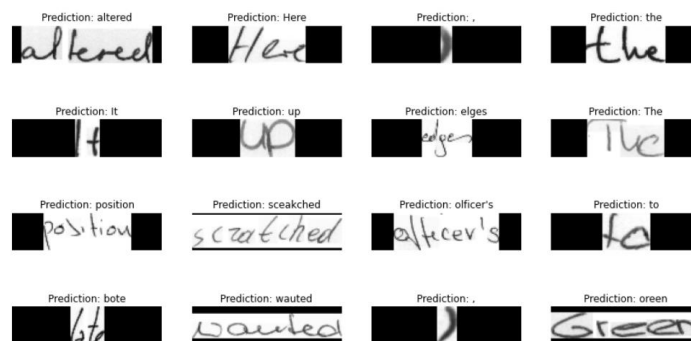 Prediction: altered Prediction: Here Prediction: , Prediction: the
altered Here ) the
Prediction: It Prediction: up Prediction: elges Prediction: The
It up edges The
Prediction: position Prediction: sceakched Prediction: olficer's Prediction: to
position scratched officer's to
Prediction: bote Prediction: wauted Prediction: , Prediction: oreen
wanted ) Green